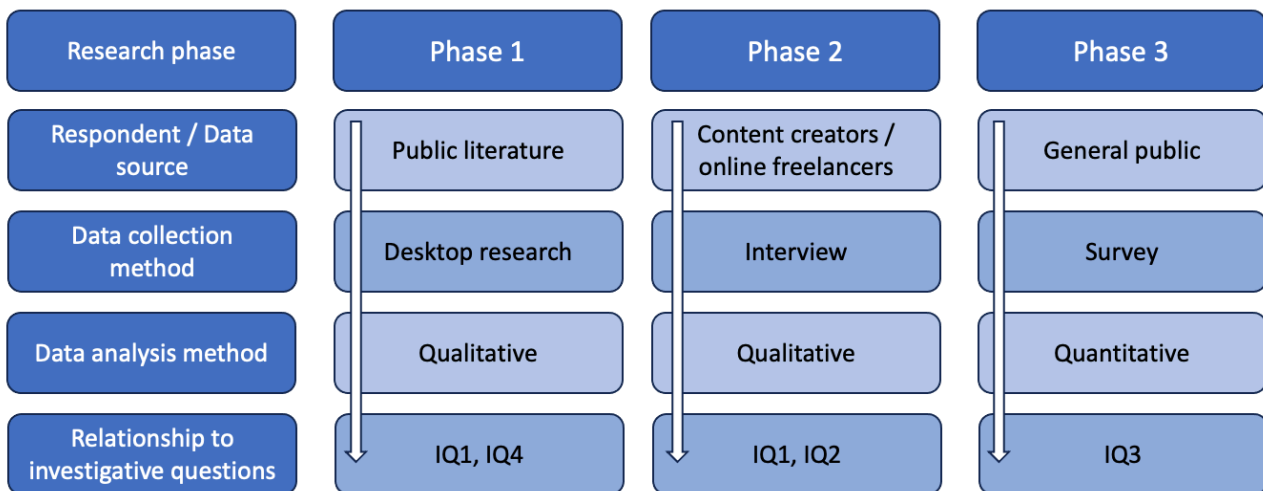 Research phase
Phase 1
Phase 2
Phase 3
Respondent / Data
source
Public literature
Content creators /
online freelancers
General public
Data collection
method
Desktop research
Interview
Survey
Data analysis method
Qualitative
Qualitative
Quantitative
Relationship to
investigative questions
IQ1, IQ4
IQ1, IQ2
IQ3